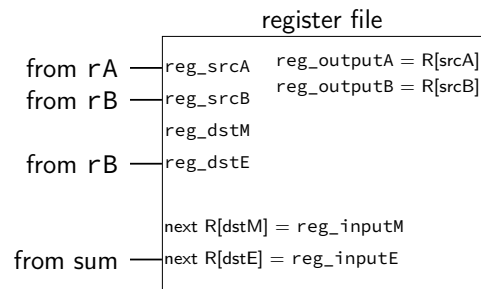 register file
from rA reg_srcA reg_outputA = R[srcA]
from rB reg_srcB reg_outputB = R[srcB]
reg_dstM
from rB reg_dstE
next R[dstM] = reg_inputM
from sum next R[dstE] = reg_inputE